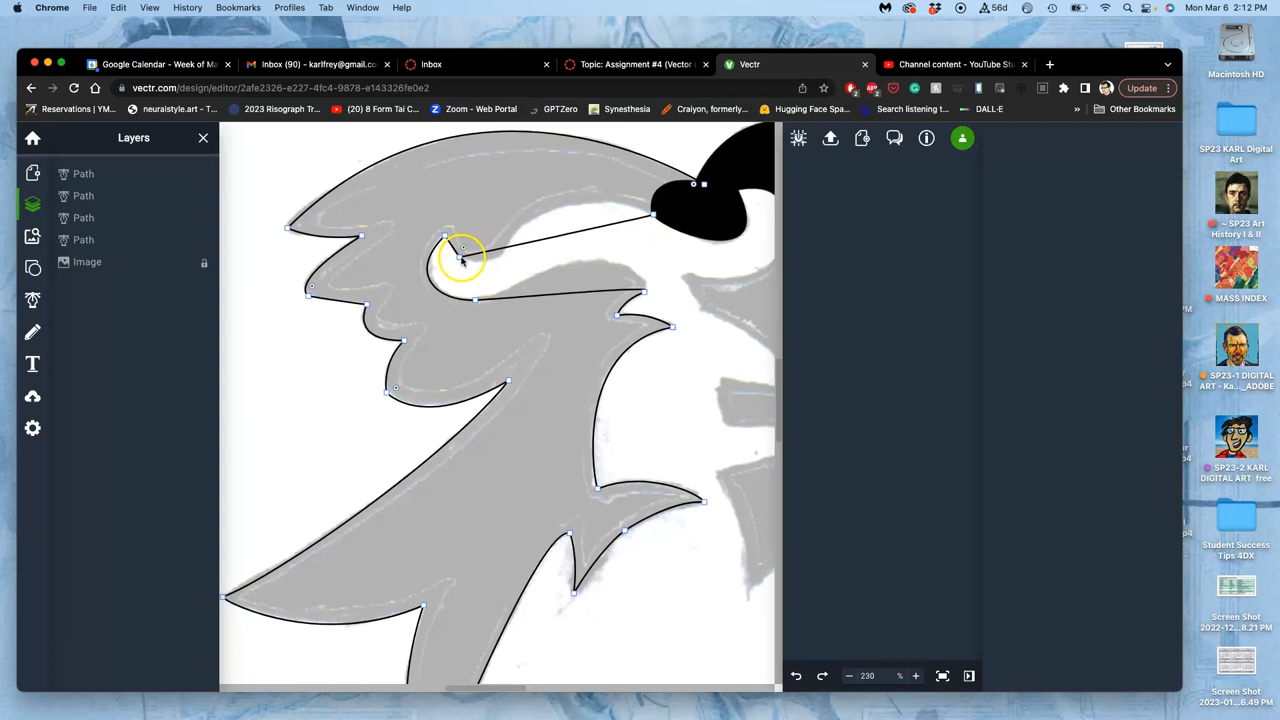 Chrome File Edit View History Bookmarks Profiles Tab Window Help 56d Mon Mar 6 2:12 PM
Google Calendar - Week of Ma Inbox (90) - karlfrey@gmail.co Inbox Topic: Assignment #4 (Vector L Vectr Channel content - YouTube Stu
vectr.com/design/editor/2afe2326-e227-4fc4-9878-e143326fe0e2 Update
Reservations | YM... neuralstyle.art - T... 2023 Risograph Tr... (20) 8 Form Tai C... Zoom - Web Portal GPTZero Synesthesia Craiyon, formerly... Hugging Face Spac... Search listening t... DALL·E » Other Bookmarks
Layers
Path
Path
Path
Path
Image
230 %
Macintosh HD
SP23 KARL Digital Art
~ SP23 Art History I & II
MASS INDEX
SP23-1 DIGITAL ART - Ka..._ADOBE
SP23-2 KARL DIGITAL ART free
Student Success Tips 4DX
Screen Shot 2022-12...8.21 PM
Screen Shot 2023-01...6.49 PM